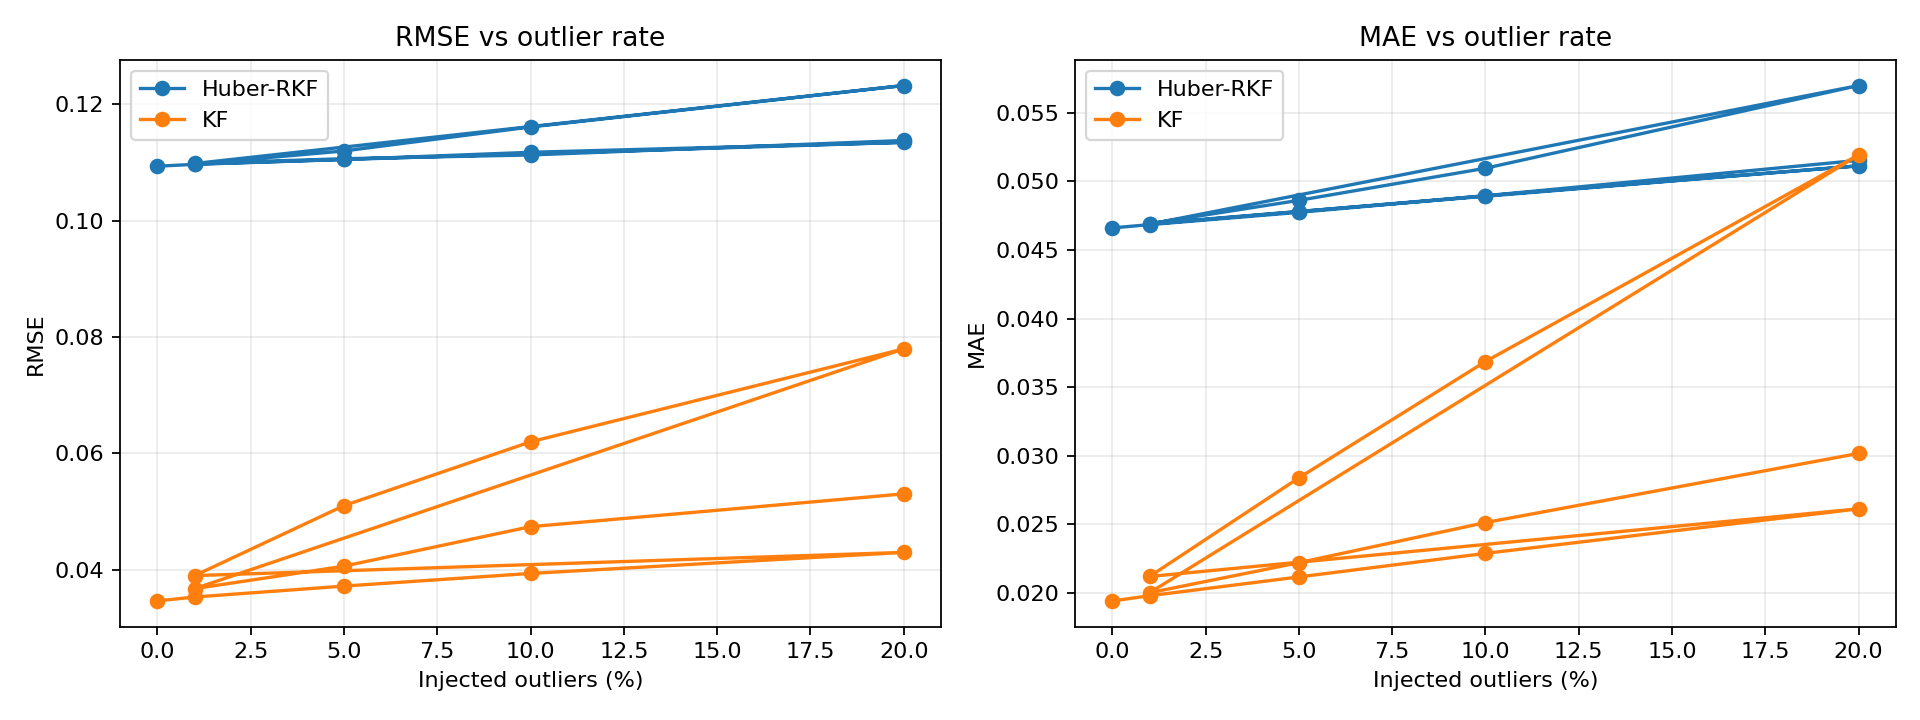 RMSE vs outlier rate
Huber-RKF
KF
RMSE
0.12
0.10
0.08
0.06
0.04
0.0 2.5 5.0 7.5 10.0 12.5 15.0 17.5 20.0
Injected outliers (%)
MAE vs outlier rate
Huber-RKF
KF
MAE
0.055
0.050
0.045
0.040
0.035
0.030
0.025
0.020
0.0 2.5 5.0 7.5 10.0 12.5 15.0 17.5 20.0
Injected outliers (%)